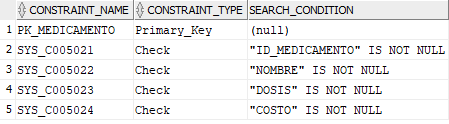 CONSTRAINT_NAME CONSTRAINT_TYPE SEARCH_CONDITION
1 PK_MEDICAMENTO Primary_Key (null)
2 SYS_C005021 Check "ID_MEDICAMENTO" IS NOT NULL
3 SYS_C005022 Check "NOMBRE" IS NOT NULL
4 SYS_C005023 Check "DOSIS" IS NOT NULL
5 SYS_C005024 Check "COSTO" IS NOT NULL